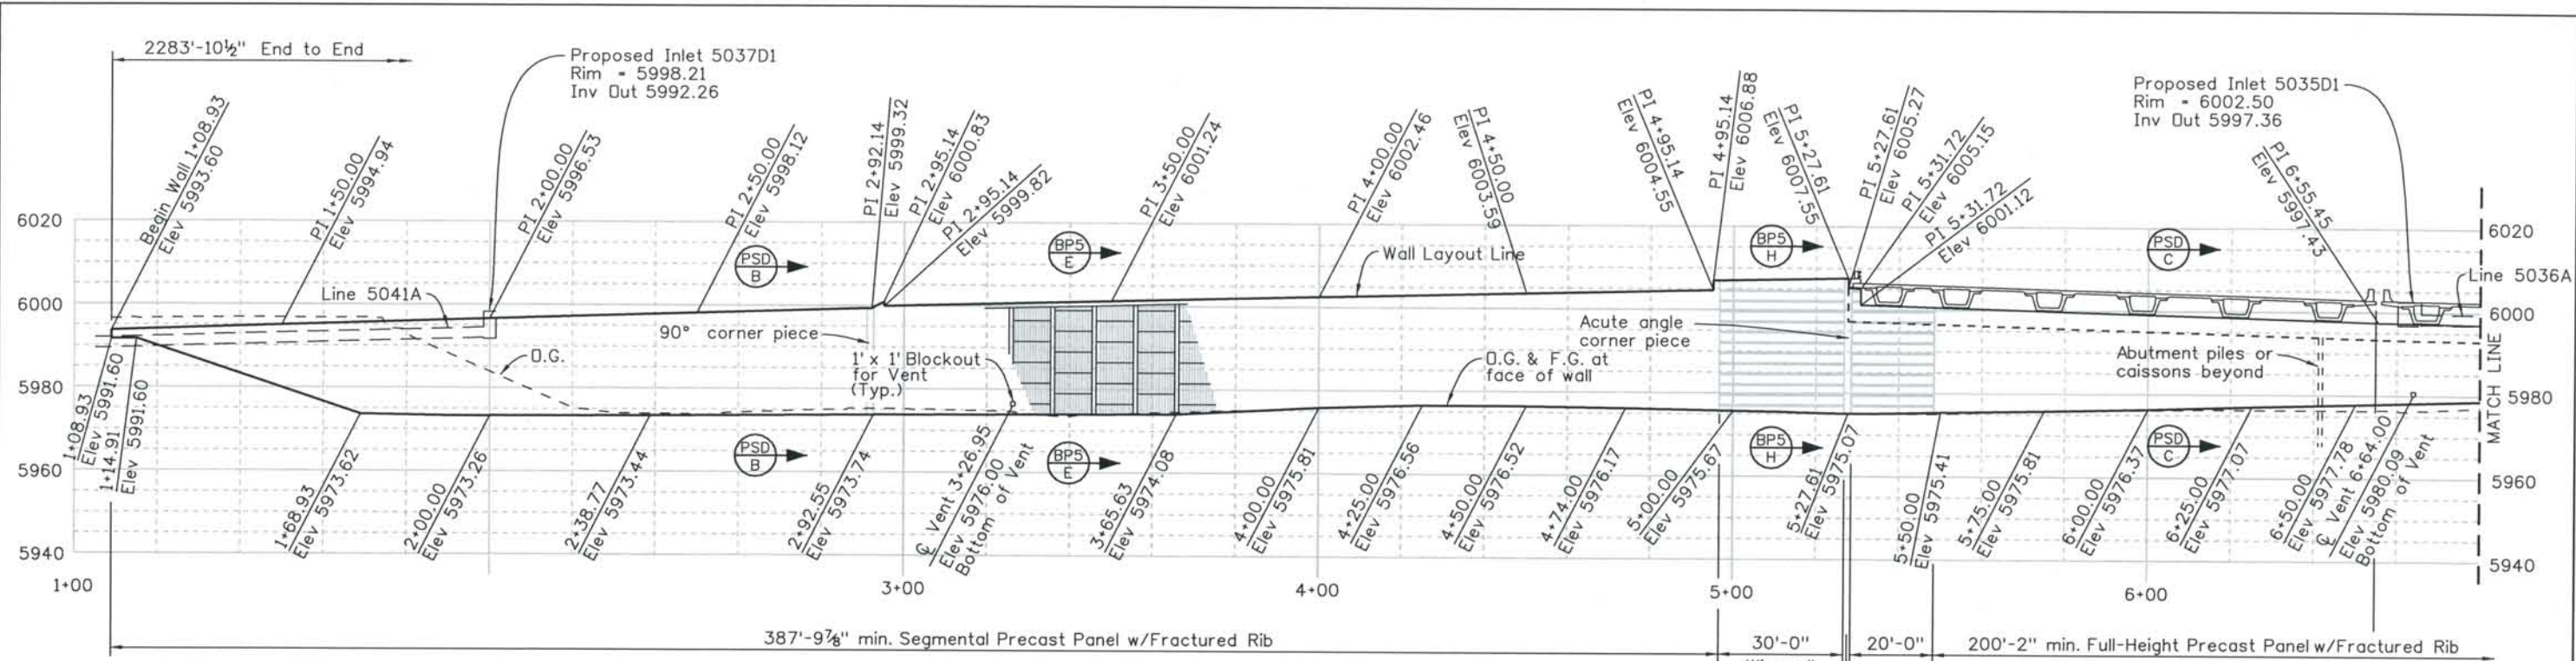 2283'-10½" End to End
Proposed Inlet 5037D1
Rim = 5998.21
Inv Out 5992.26
Proposed Inlet 5035D1
Rim = 6002.50
Inv Out 5997.36
Begin Wall 1+08.93
Elev 5993.60
PI 1+50.00
Elev 5994.94
PI 2+00.00
Elev 5996.53
PI 2+50.00
Elev 5998.12
PI 2+92.14
Elev 5999.32
PI 2+95.14
Elev 6000.83
PI 2+95.14
Elev 5999.82
PI 3+50.00
Elev 6001.24
PI 4+00.00
Elev 6002.46
PI 4+50.00
Elev 6003.59
PI 4+95.14
Elev 6004.55
PI 4+95.14
Elev 6006.88
PI 5+27.61
Elev 6007.55
PI 5+27.61
Elev 6005.27
PI 5+31.72
Elev 6005.15
PI 5+31.72
Elev 6001.12
PI 6+55.45
Elev 5997.43
6020
6000
5980
5960
5940
PSD
B
BP5
E
BP5
H
PSD
C
Wall Layout Line
Line 5041A
Line 5036A
O.G.
90° corner piece
1' x 1' Blockout
for Vent
(Typ.)
O.G. & F.G. at
face of wall
Acute angle
corner piece
Abutment piles or
caissons beyond
6020
6000
5980
5960
5940
MATCH LINE
PSD
B
BP5
E
BP5
H
PSD
C
1+08.93
Elev 5991.60
1+14.91
Elev 5991.60
1+68.93
Elev 5973.62
2+00.00
Elev 5973.26
2+38.77
Elev 5973.44
2+92.55
Elev 5973.74
℄ Vent 3+26.95
Elev 5976.00
Bottom of Vent
3+65.63
Elev 5974.08
4+00.00
Elev 5975.81
4+25.00
Elev 5976.56
4+50.00
Elev 5976.52
4+74.00
Elev 5976.17
5+00.00
Elev 5975.67
5+27.61
Elev 5975.07
5+50.00
Elev 5975.41
5+75.00
Elev 5975.81
6+00.00
Elev 5976.37
6+25.00
Elev 5977.07
6+50.00
Elev 5977.78
℄ Vent 6+64.00
Elev 5980.09
Bottom of Vent
1+00
3+00
4+00
5+00
6+00
387'-9⅞" min. Segmental Precast Panel w/Fractured Rib
30'-0"
20'-0"
200'-2" min. Full-Height Precast Panel w/Fractured Rib